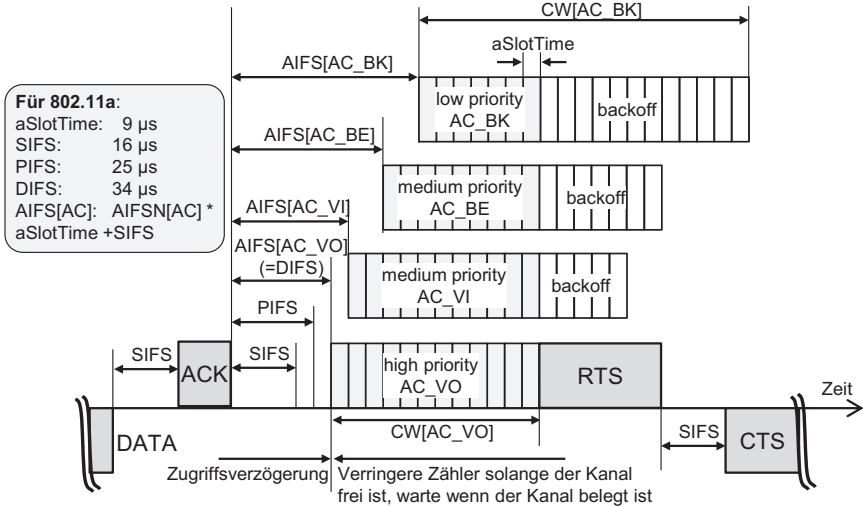 CW[AC_BK]
aSlotTime
AIFS[AC_BK]
low priority
AC_BK
backoff
Für 802.11a:
aSlotTime: 9 µs
SIFS: 16 µs
PIFS: 25 µs
DIFS: 34 µs
AIFS[AC]: AIFSN[AC] *
aSlotTime +SIFS
AIFS[AC_BE]
medium priority
AC_BE
backoff
AIFS[AC_VI]
medium priority
AC_VI
backoff
AIFS[AC_VO]
(=DIFS)
PIFS
SIFS
ACK
SIFS
high priority
AC_VO
RTS
Zeit
DATA
CW[AC_VO]
SIFS
CTS
Zugriffsverzögerung
Verringere Zähler solange der Kanal
frei ist, warte wenn der Kanal belegt ist